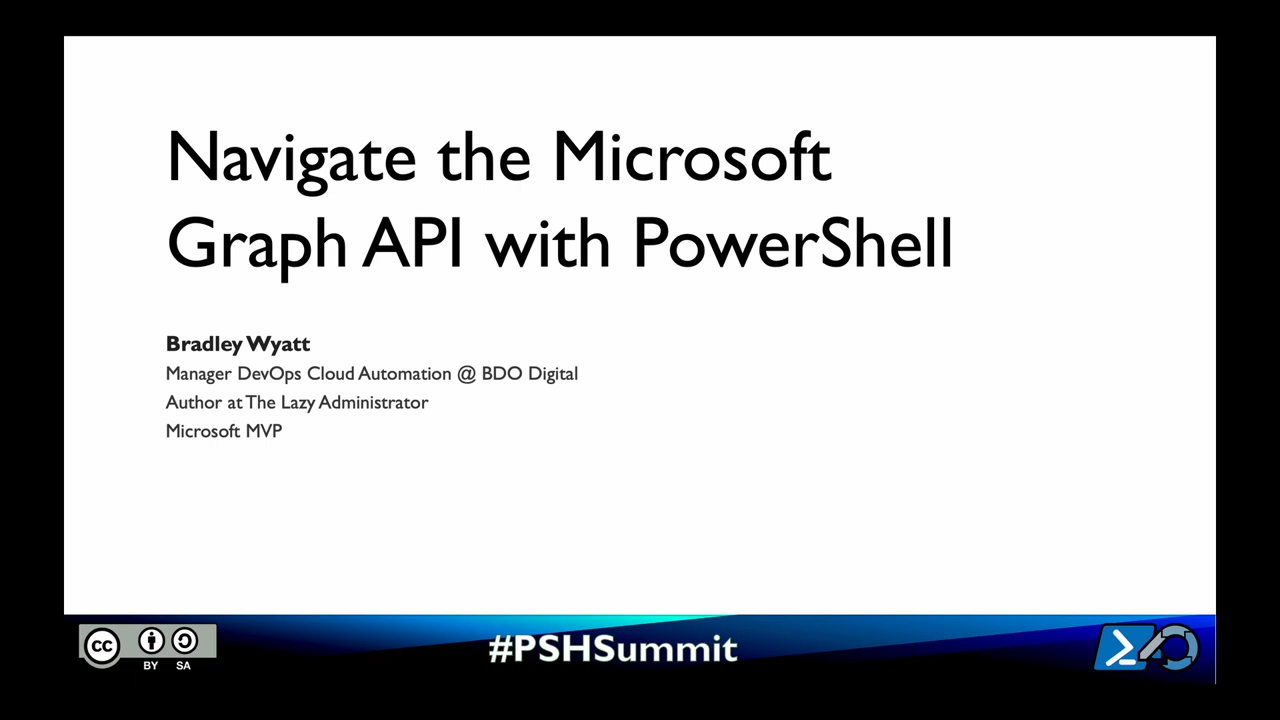 Navigate the Microsoft
Graph API with PowerShell
Bradley Wyatt
Manager DevOps Cloud Automation @ BDO Digital
Author at The Lazy Administrator
Microsoft MVP
cc
BY SA
#PSHSummit